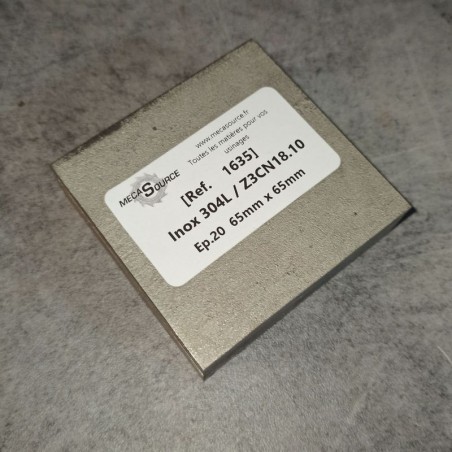 MECASOURCE
www.mecasource.fr
Toutes les matières pour vos
usinages
[Ref. 1635]
Inox 304L / Z3CN18.10
Ep.20 65mm x 65mm